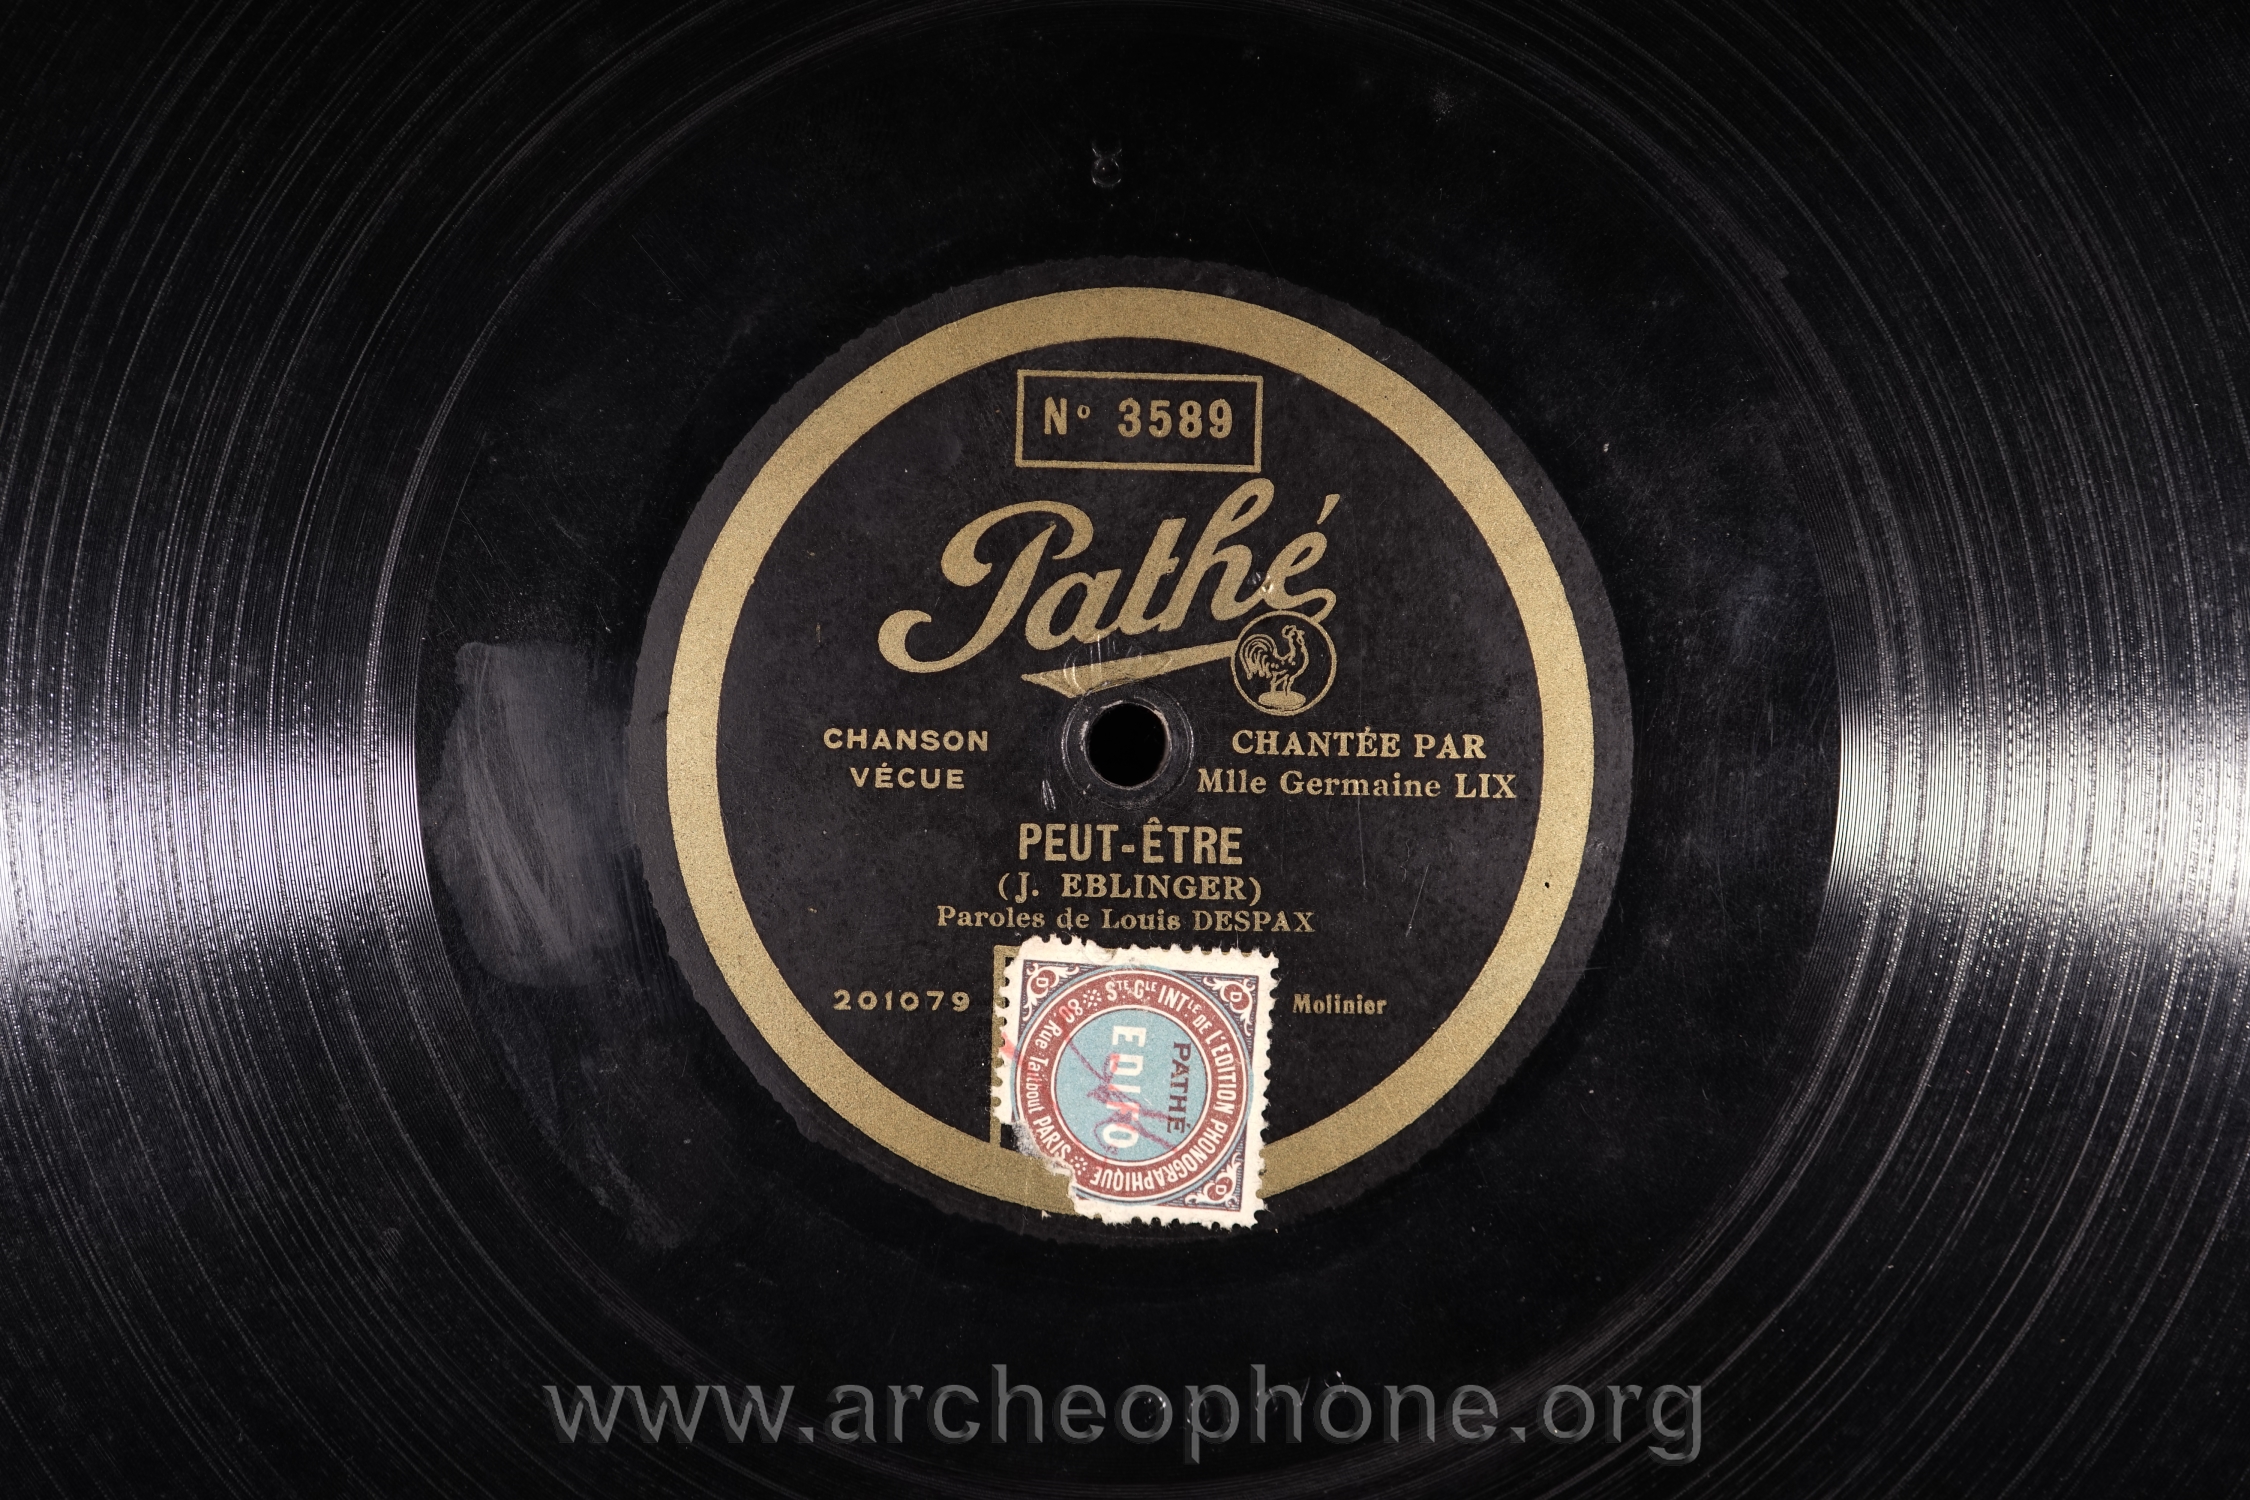 Nº 3589
Pathé
CHANSON VÉCUE
CHANTÉE PAR
Mlle Germaine LIX
PEUT-ÊTRE
(J. EBLINGER)
Paroles de Louis DESPAX
201079
Molinier
STE GLE INTLE DE L'EDITION PHONOGRAPHIQUE
80, Rue Taitbout PARIS
PATHÉ
EDIFO
www.archeophone.org